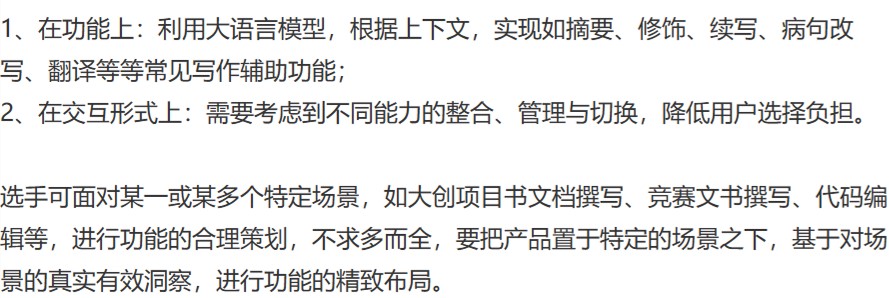 1、在功能上：利用大语言模型，根据上下文，实现如摘要、修饰、续写、病句改
写、翻译等等常见写作辅助功能；
2、在交互形式上：需要考虑到不同能力的整合、管理与切换，降低用户选择负担。
选手可面对某一或某多个特定场景，如大创项目书文档撰写、竞赛文书撰写、代码编
辑等，进行功能的合理策划，不求多而全，要把产品置于特定的场景之下，基于对场
景的真实有效洞察，进行功能的精致布局。